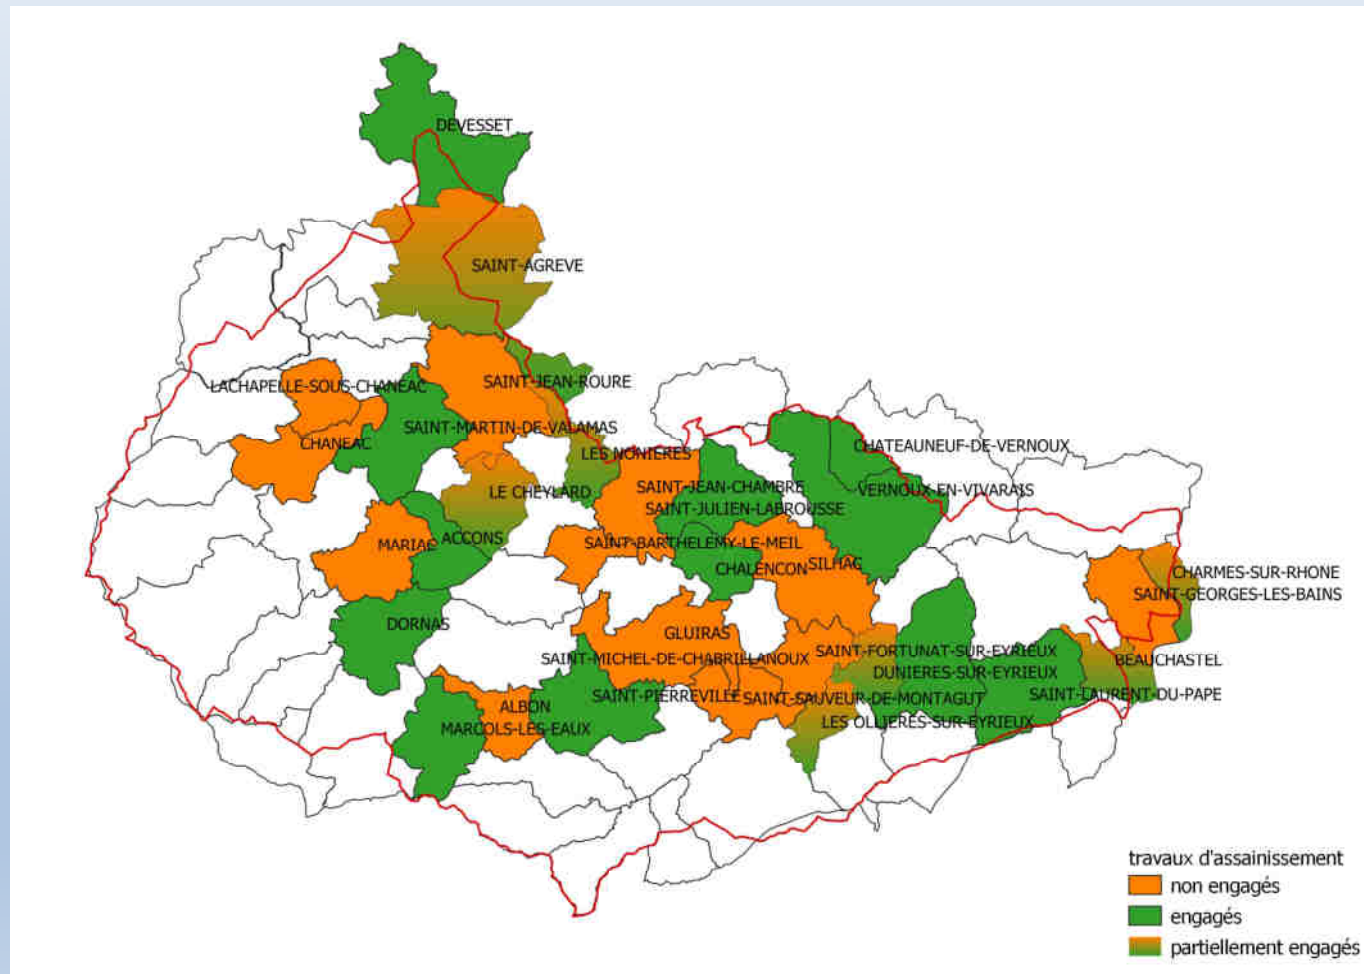 DEVESSET
SAINT-AGREVE
SAINT-JEAN-ROURE
LACHAPELLE-SOUS-CHANEAC
SAINT-MARTIN-DE-VALAMAS
CHANEAC
CHATEAUNEUF-DE-VERNOUX
LES NONIERES
SAINT-JEAN-CHAMBRE
LE CHEYLARD
VERNOUX-EN-VIVARAIS
SAINT-JULIEN-LABROUSSE
ACCONS
MARIAC
SAINT-BARTHELEMY-LE-MEIL
SILHAC
CHALENCON
CHARMES-SUR-RHONE
SAINT-GEORGES-LES-BAINS
DORNAS
GLUIRAS
SAINT-FORTUNAT-SUR-EYRIEUX
SAINT-MICHEL-DE-CHABRILLANOUX
BEAUCHASTEL
DUNIERES-SUR-EYRIEUX
SAINT-PIERREVILLE
SAINT-SAUVEUR-DE-MONTAGUT
SAINT-LAURENT-DU-PAPE
ALBON
LES OLLIERES-SUR-EYRIEUX
MARCOLS-LES-EAUX
travaux d'assainissement
non engagés
engagés
partiellement engagés